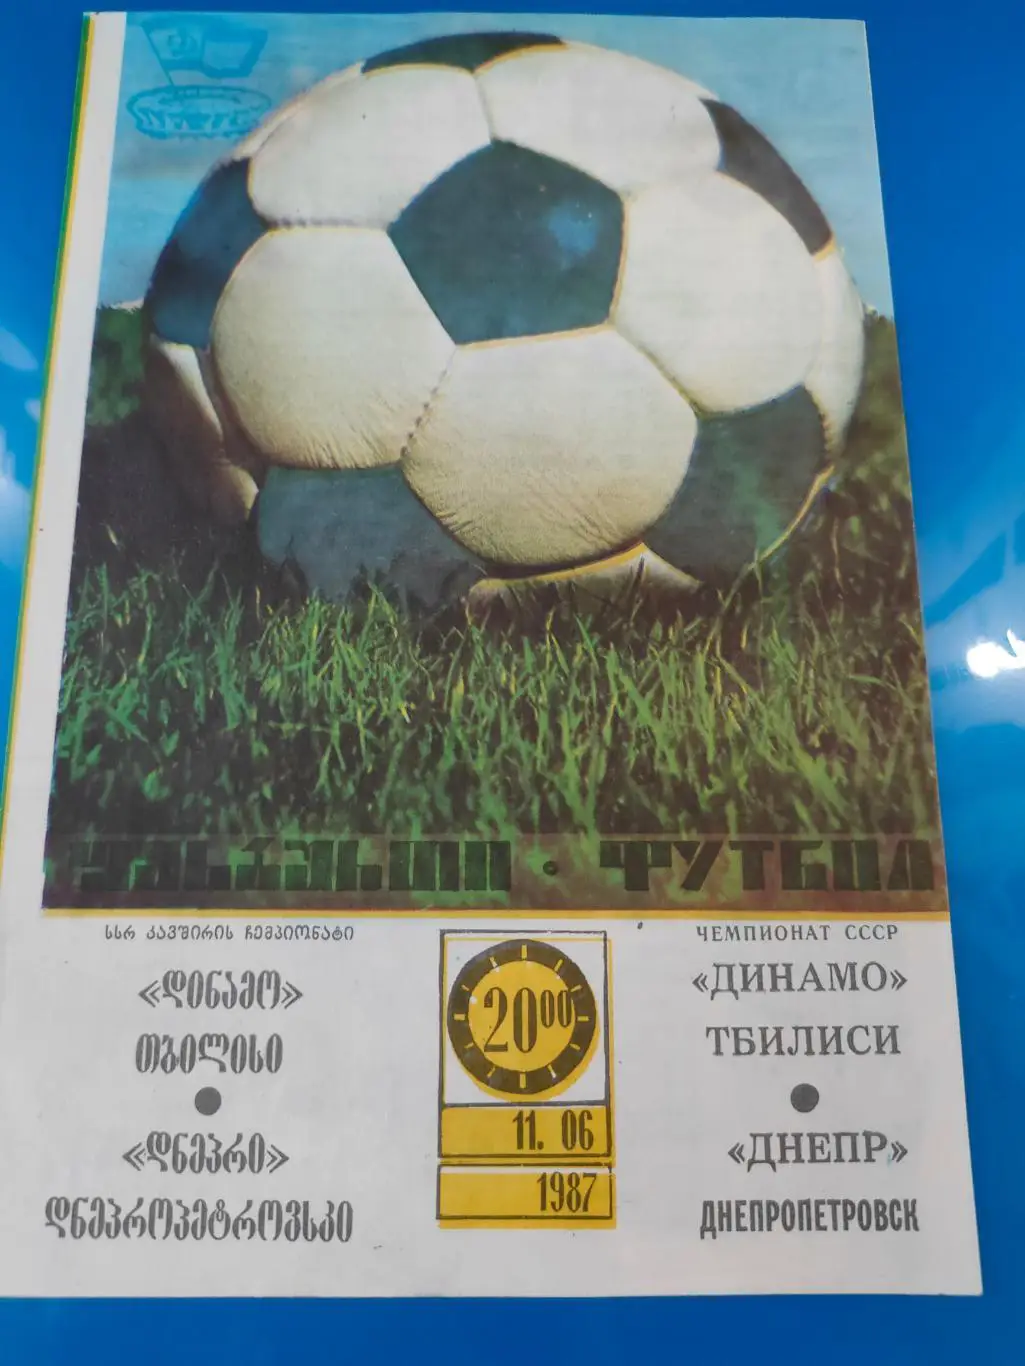 ფეხბურთი · ФУТБОЛ
სსრ კავშირის ჩემპიონატი
«დინამო»
თბილისი
«დნეპრი»
დნეპროპეტროვსკი
20⁰⁰
11. 06
1987
ЧЕМПИОНАТ СССР
«ДИНАМО»
ТБИЛИСИ
«ДНЕПР»
ДНЕПРОПЕТРОВСК